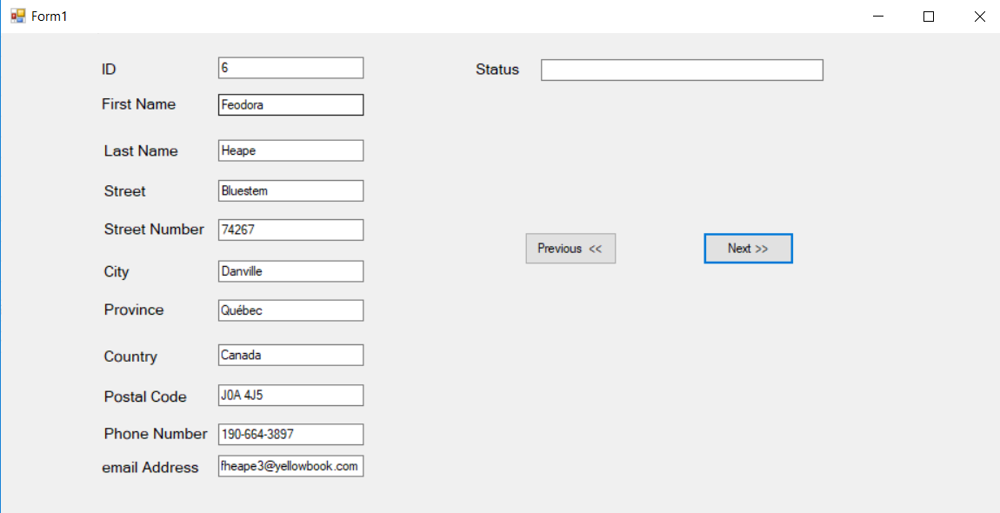 Form1
ID 6
Status
First Name Feodora
Last Name Heape
Street Bluestem
Street Number 74267
Previous << Next >>
City Danville
Province Québec
Country Canada
Postal Code J0A 4J5
Phone Number 190-664-3897
email Address fheape3@yellowbook.com